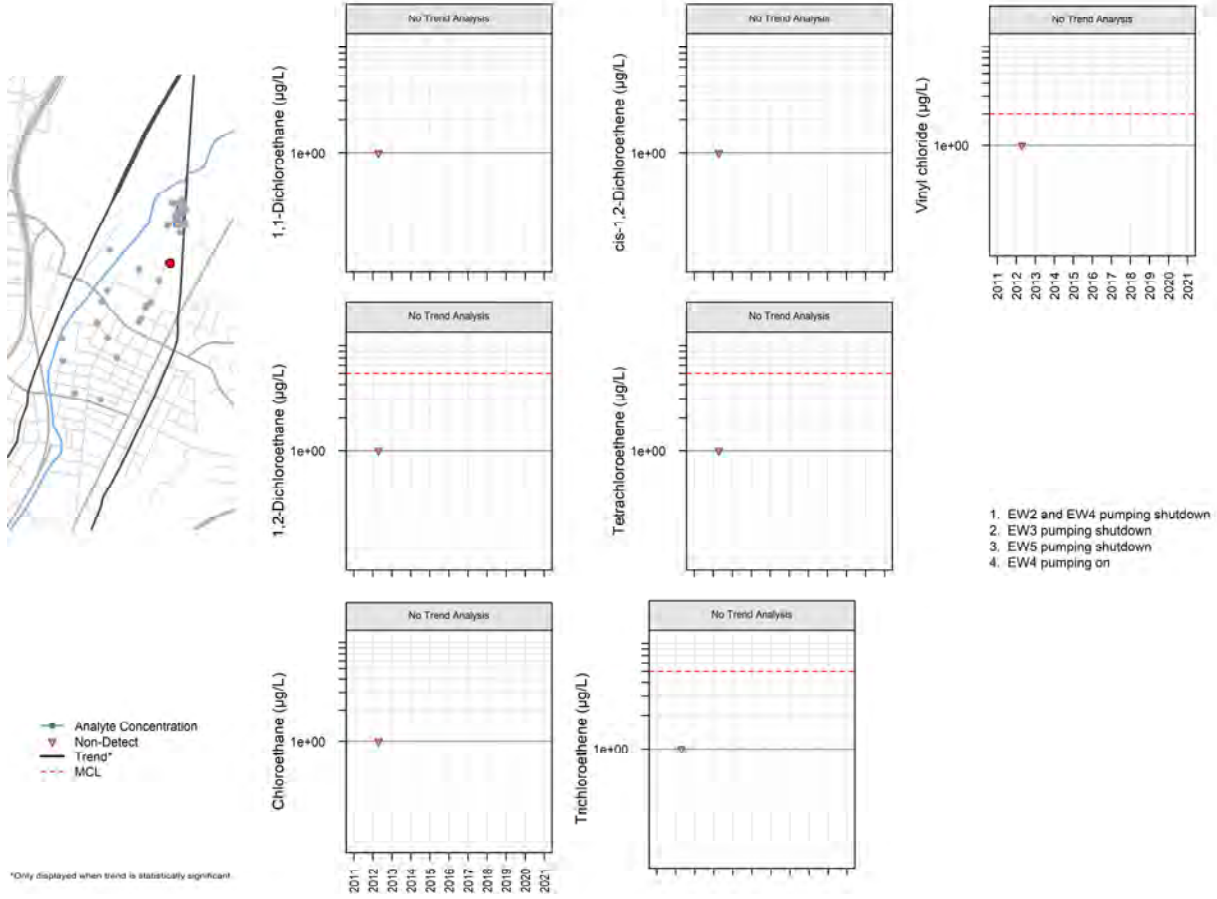 No Trend Analysis
1,1-Dichloroethane (µg/L)
1e+00
No Trend Analysis
cis-1,2-Dichloroethene (µg/L)
1e+00
No Trend Analysis
Vinyl chloride (µg/L)
1e+00
2011 2012 2013 2014 2015 2016 2017 2018 2019 2020 2021
No Trend Analysis
1,2-Dichloroethane (µg/L)
1e+00
No Trend Analysis
Tetrachloroethene (µg/L)
1e+00
1. EW2 and EW4 pumping shutdown
2. EW3 pumping shutdown
3. EW5 pumping shutdown
4. EW4 pumping on
No Trend Analysis
Chloroethane (µg/L)
1e+00
2011 2012 2013 2014 2015 2016 2017 2018 2019 2020 2021
No Trend Analysis
Trichloroethene (µg/L)
1e+00
Analyte Concentration
Non-Detect
Trend*
MCL
*Only displayed when trend is statistically significant.